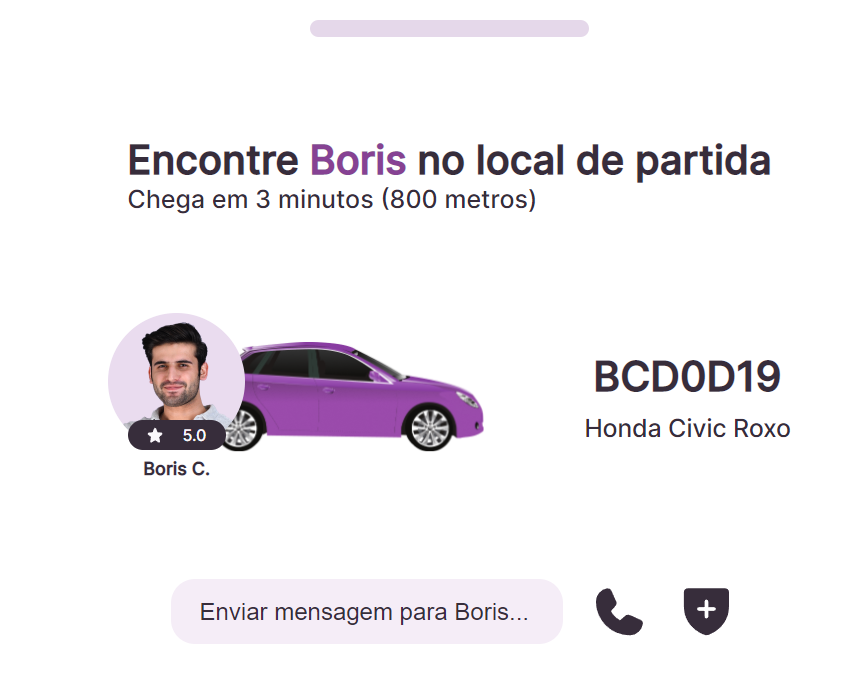 Encontre Boris no local de partida
Chega em 3 minutos (800 metros)
BCD0D19
Honda Civic Roxo
5.0
Boris C.
Enviar mensagem para Boris...